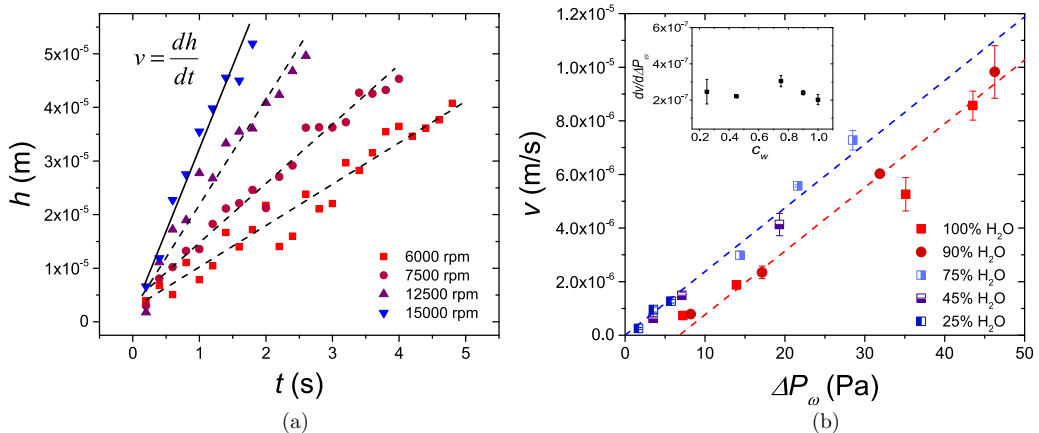 v = dh/dt
h (m)
5x10⁻⁵
4x10⁻⁵
3x10⁻⁵
2x10⁻⁵
1x10⁻⁵
0
0 1 2 3 4 5
t (s)
6000 rpm
7500 rpm
12500 rpm
15000 rpm
(a)
v (m/s)
1.2x10⁻⁵
1.0x10⁻⁵
8.0x10⁻⁶
6.0x10⁻⁶
4.0x10⁻⁶
2.0x10⁻⁶
0.0
0 10 20 30 40 50
ΔP_ω (Pa)
dv/dΔP_ω
6x10⁻⁷
4x10⁻⁷
2x10⁻⁷
0.2 0.4 0.6 0.8 1.0
c_w
100% H₂O
90% H₂O
75% H₂O
45% H₂O
25% H₂O
(b)